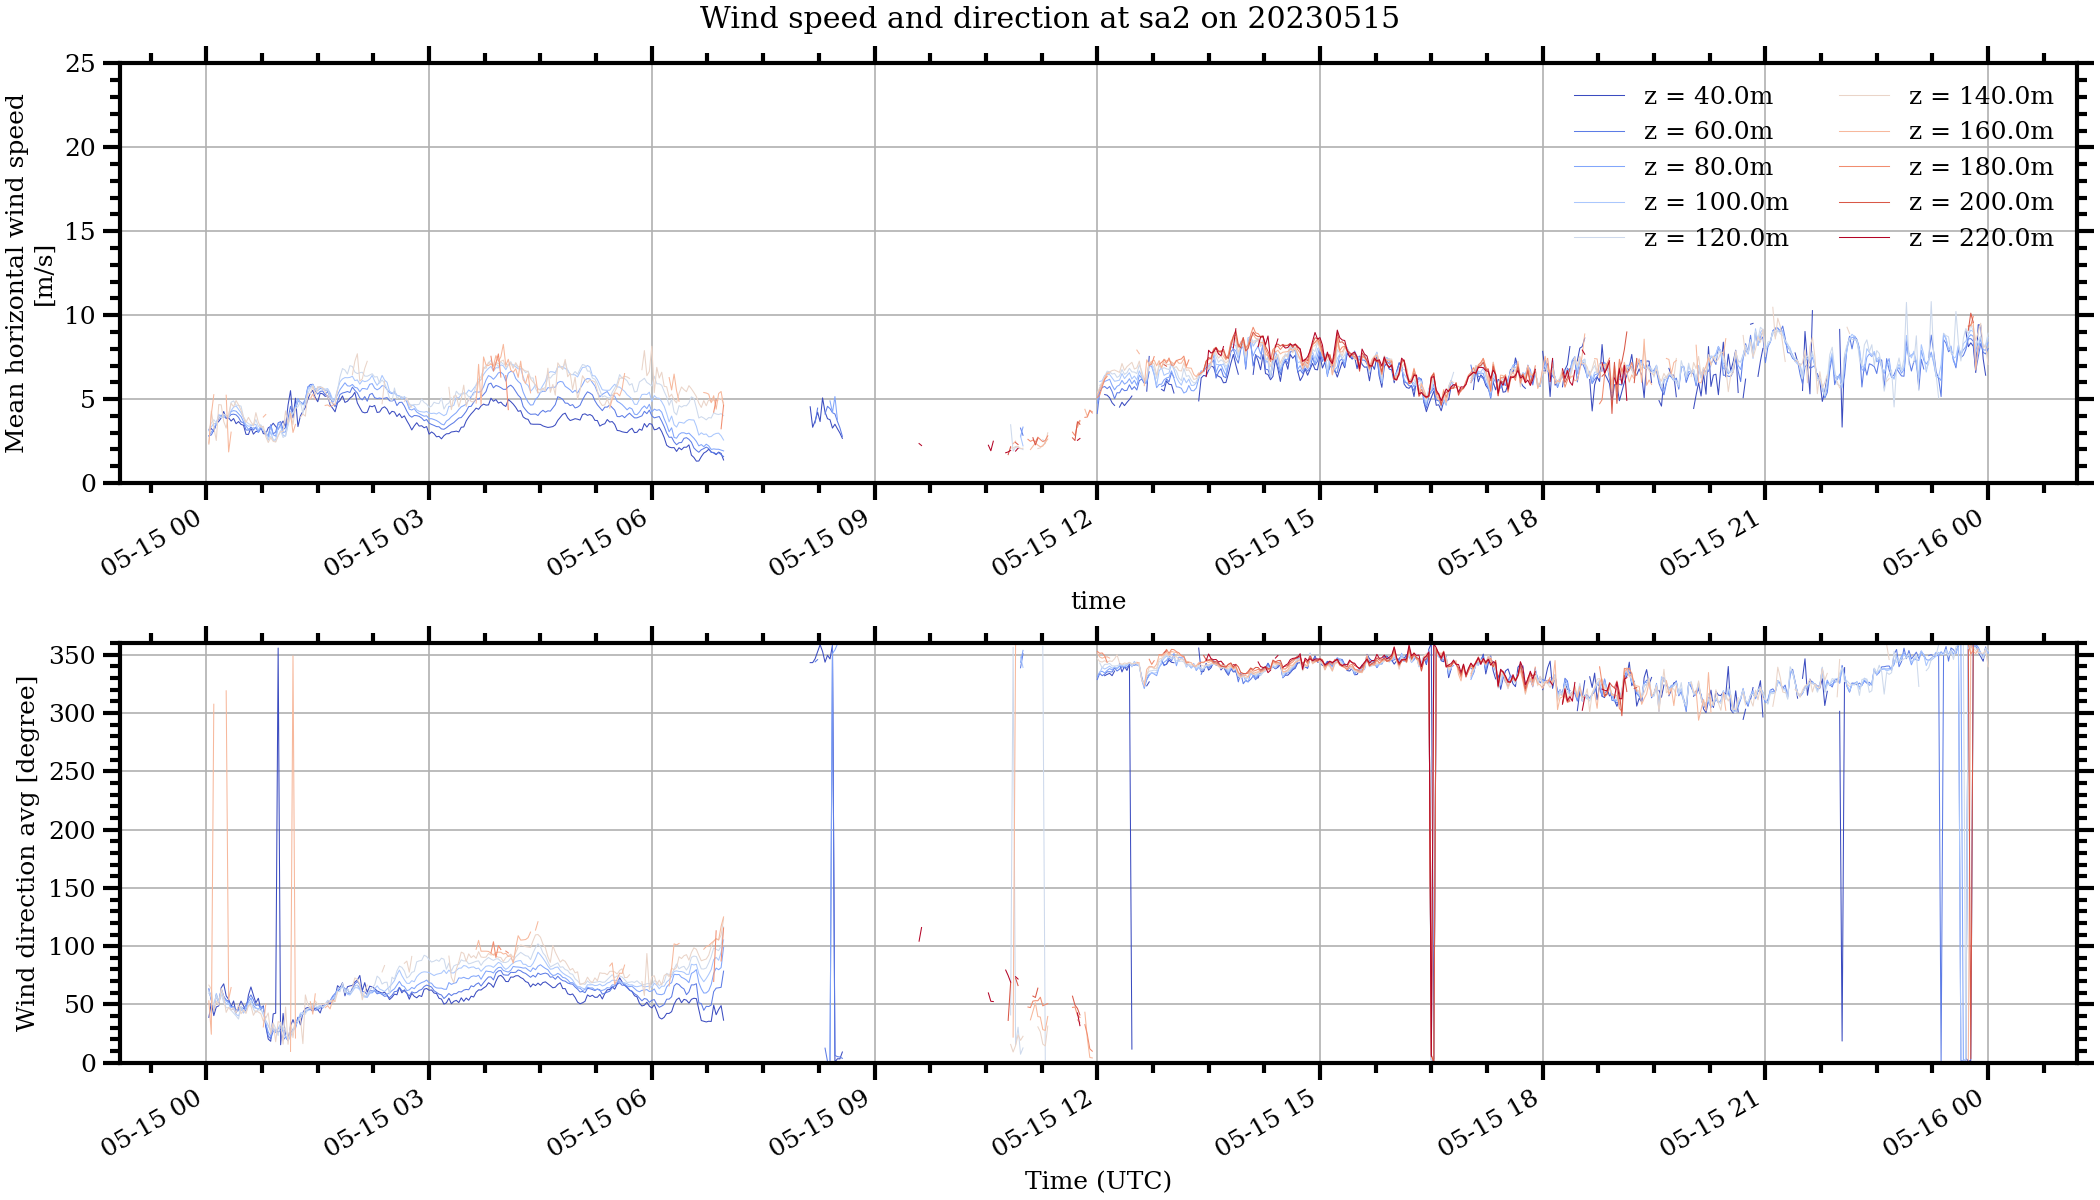 Wind speed and direction at sa2 on 20230515
Mean horizontal wind speed
[m/s]
25
20
15
10
5
0
z = 40.0m
z = 60.0m
z = 80.0m
z = 100.0m
z = 120.0m
z = 140.0m
z = 160.0m
z = 180.0m
z = 200.0m
z = 220.0m
05-15 00
05-15 03
05-15 06
05-15 09
05-15 12
05-15 15
05-15 18
05-15 21
05-16 00
time
Wind direction avg [degree]
350
300
250
200
150
100
50
0
05-15 00
05-15 03
05-15 06
05-15 09
05-15 12
05-15 15
05-15 18
05-15 21
05-16 00
Time (UTC)